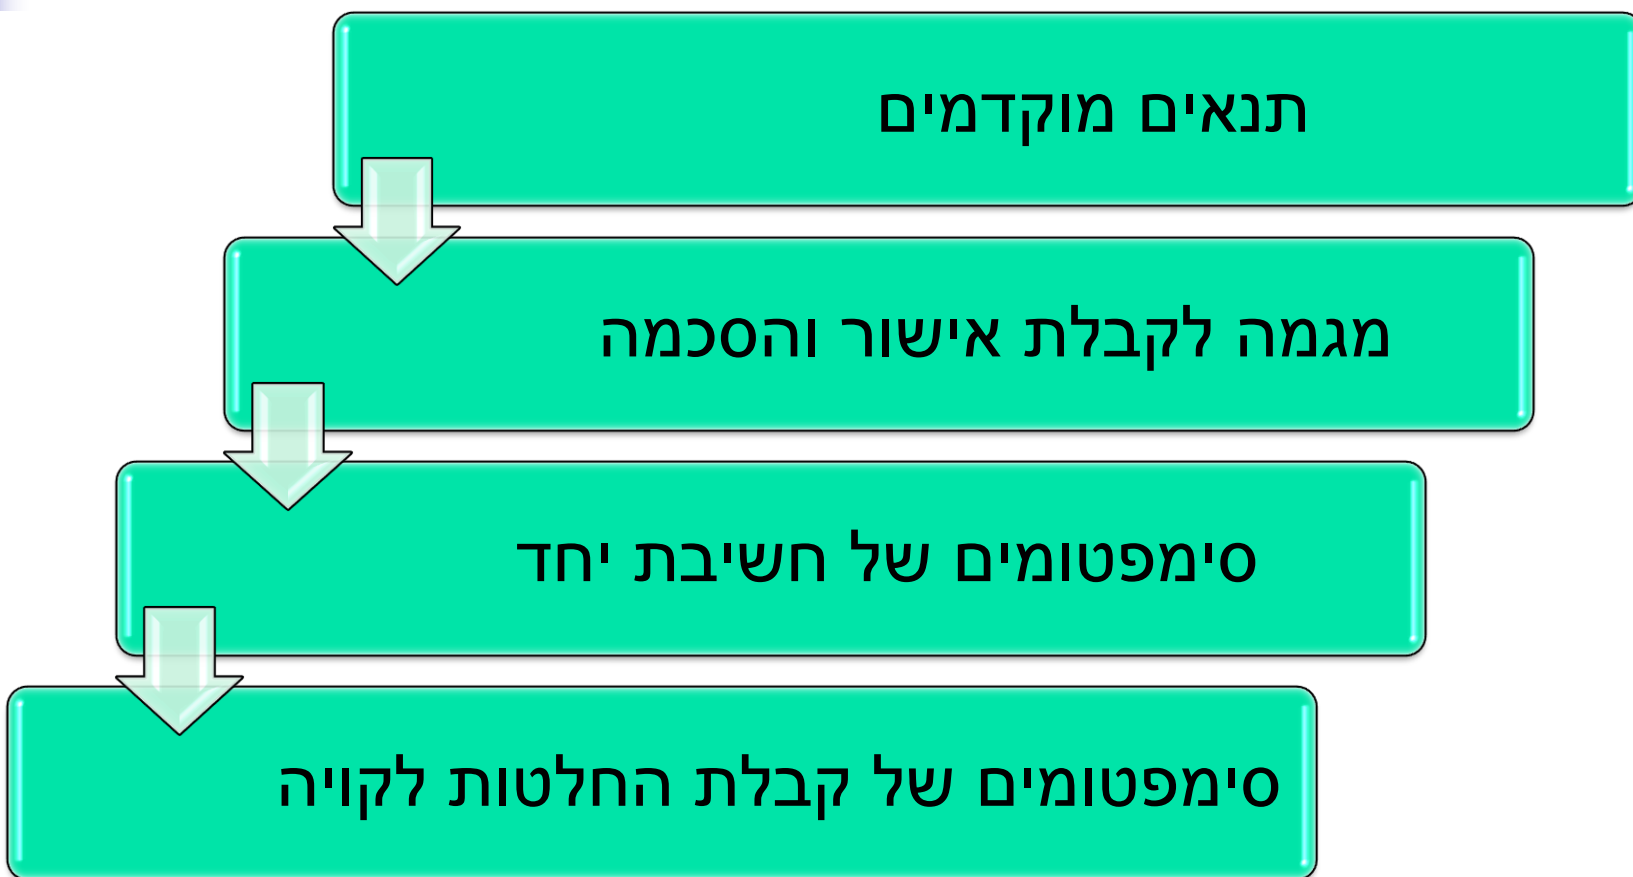 תנאים מוקדמים
מגמה לקבלת אישור והסכמה
סימפטומים של חשיבת יחד
סימפטומים של קבלת החלטות לקויה